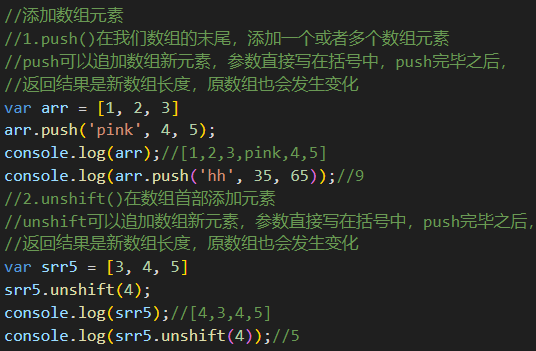 //添加数组元素
//1.push()在我们数组的末尾，添加一个或者多个数组元素
//push可以追加数组新元素，参数直接写在括号中，push完毕之后，
//返回结果是新数组长度，原数组也会发生变化
var arr = [1, 2, 3]
arr.push('pink', 4, 5);
console.log(arr);//[1,2,3,pink,4,5]
console.log(arr.push('hh', 35, 65));//9
//2.unshift()在数组首部添加元素
//unshift可以追加数组新元素，参数直接写在括号中，push完毕之后，
//返回结果是新数组长度，原数组也会发生变化
var srr5 = [3, 4, 5]
srr5.unshift(4);
console.log(srr5);//[4,3,4,5]
console.log(srr5.unshift(4));//5